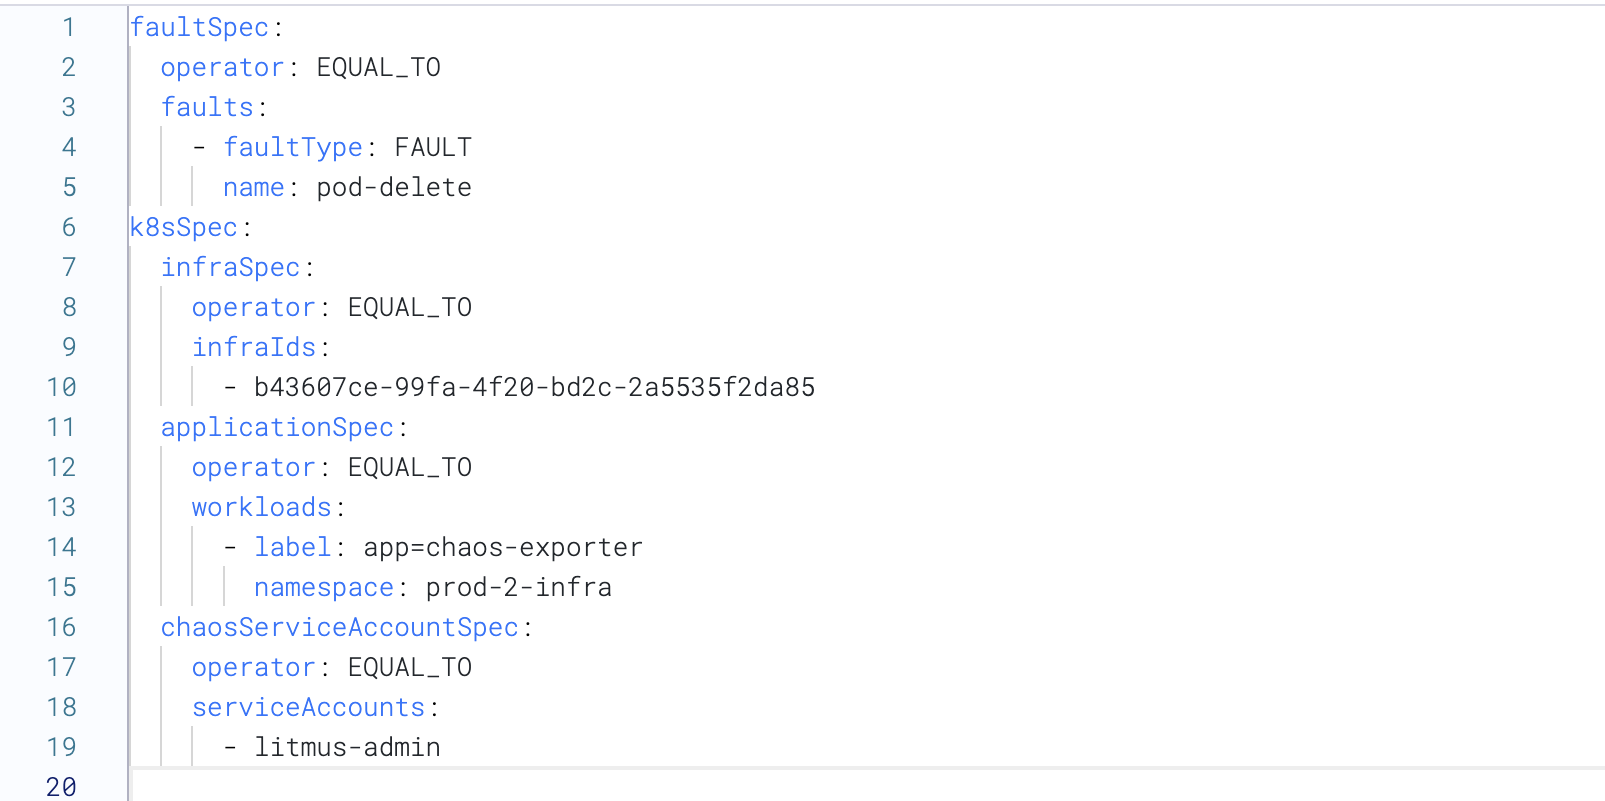 1 faultSpec:
2   operator: EQUAL_TO
3   faults:
4     - faultType: FAULT
5       name: pod-delete
6 k8sSpec:
7   infraSpec:
8     operator: EQUAL_TO
9     infraIds:
10       - b43607ce-99fa-4f20-bd2c-2a5535f2da85
11   applicationSpec:
12     operator: EQUAL_TO
13     workloads:
14       - label: app=chaos-exporter
15         namespace: prod-2-infra
16   chaosServiceAccountSpec:
17     operator: EQUAL_TO
18     serviceAccounts:
19       - litmus-admin
20